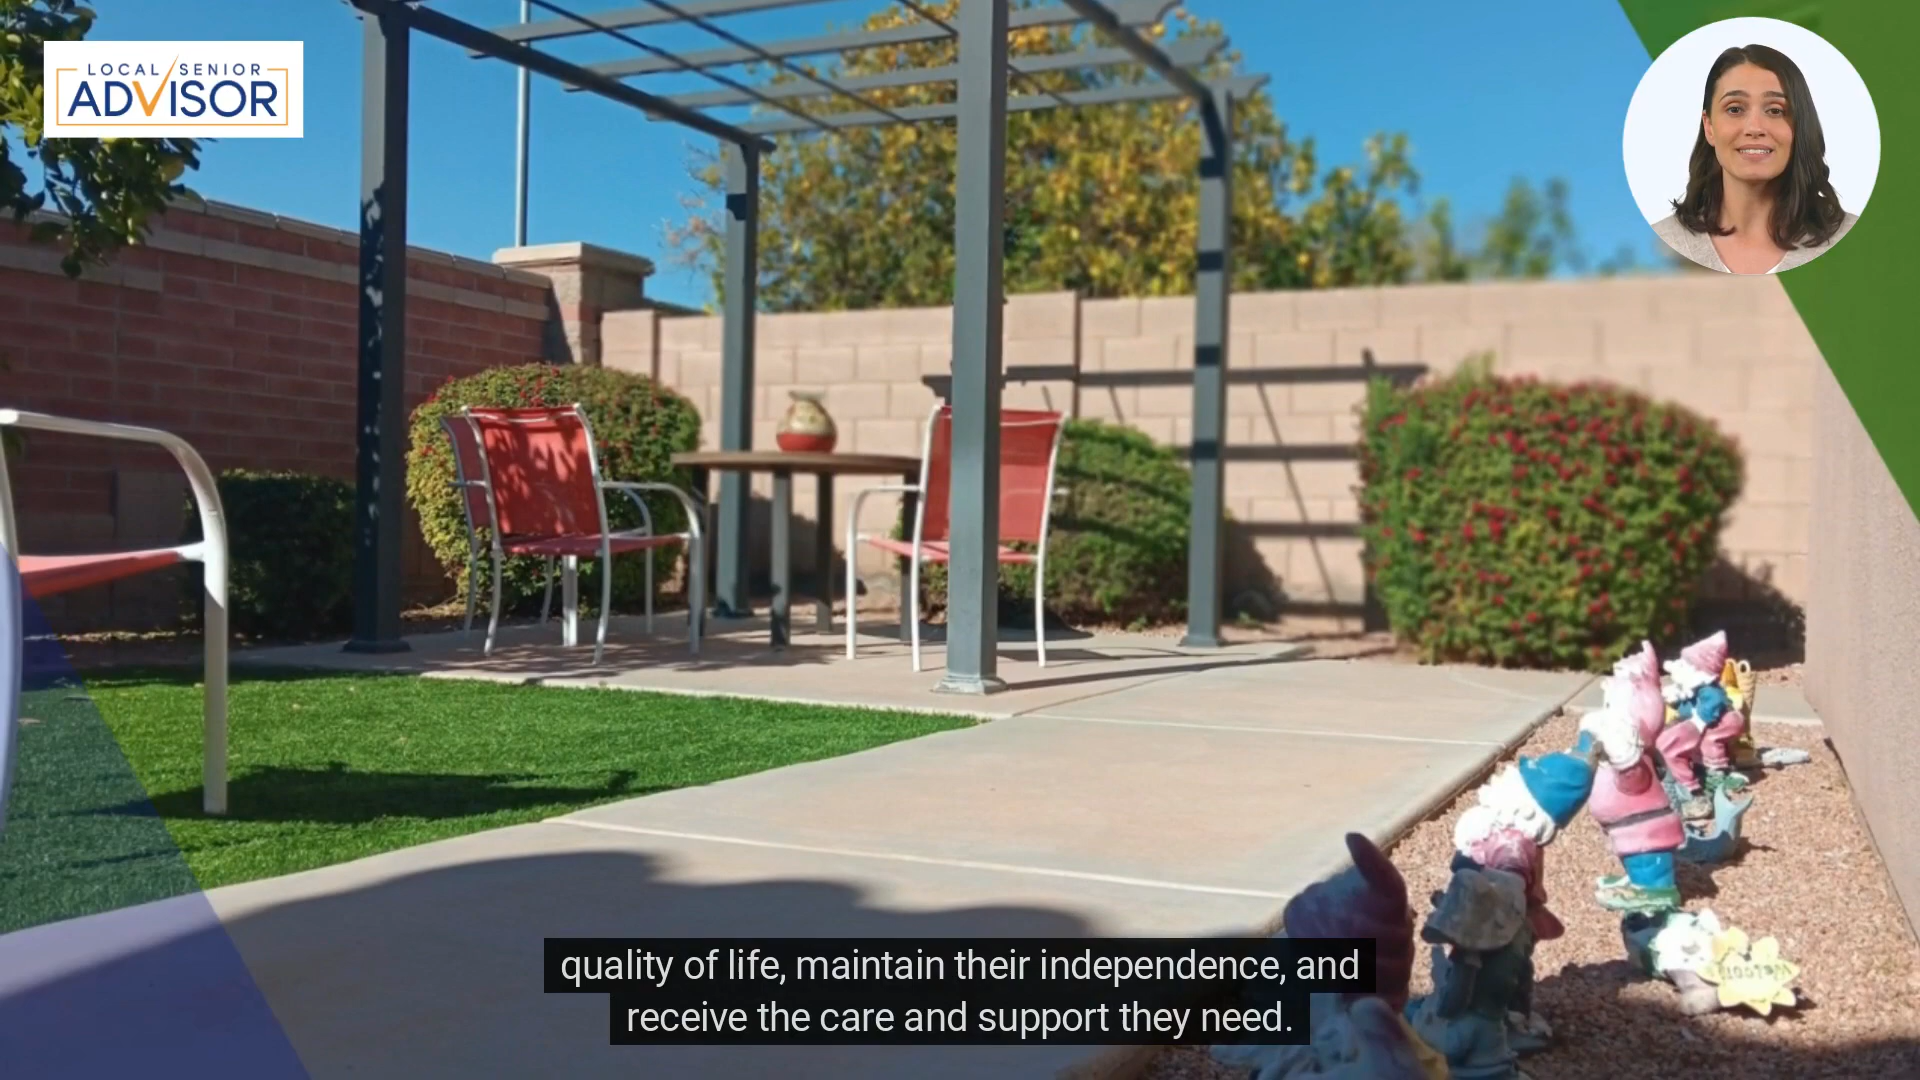 LOCAL SENIOR
ADVISOR
quality of life, maintain their independence, and
receive the care and support they need.